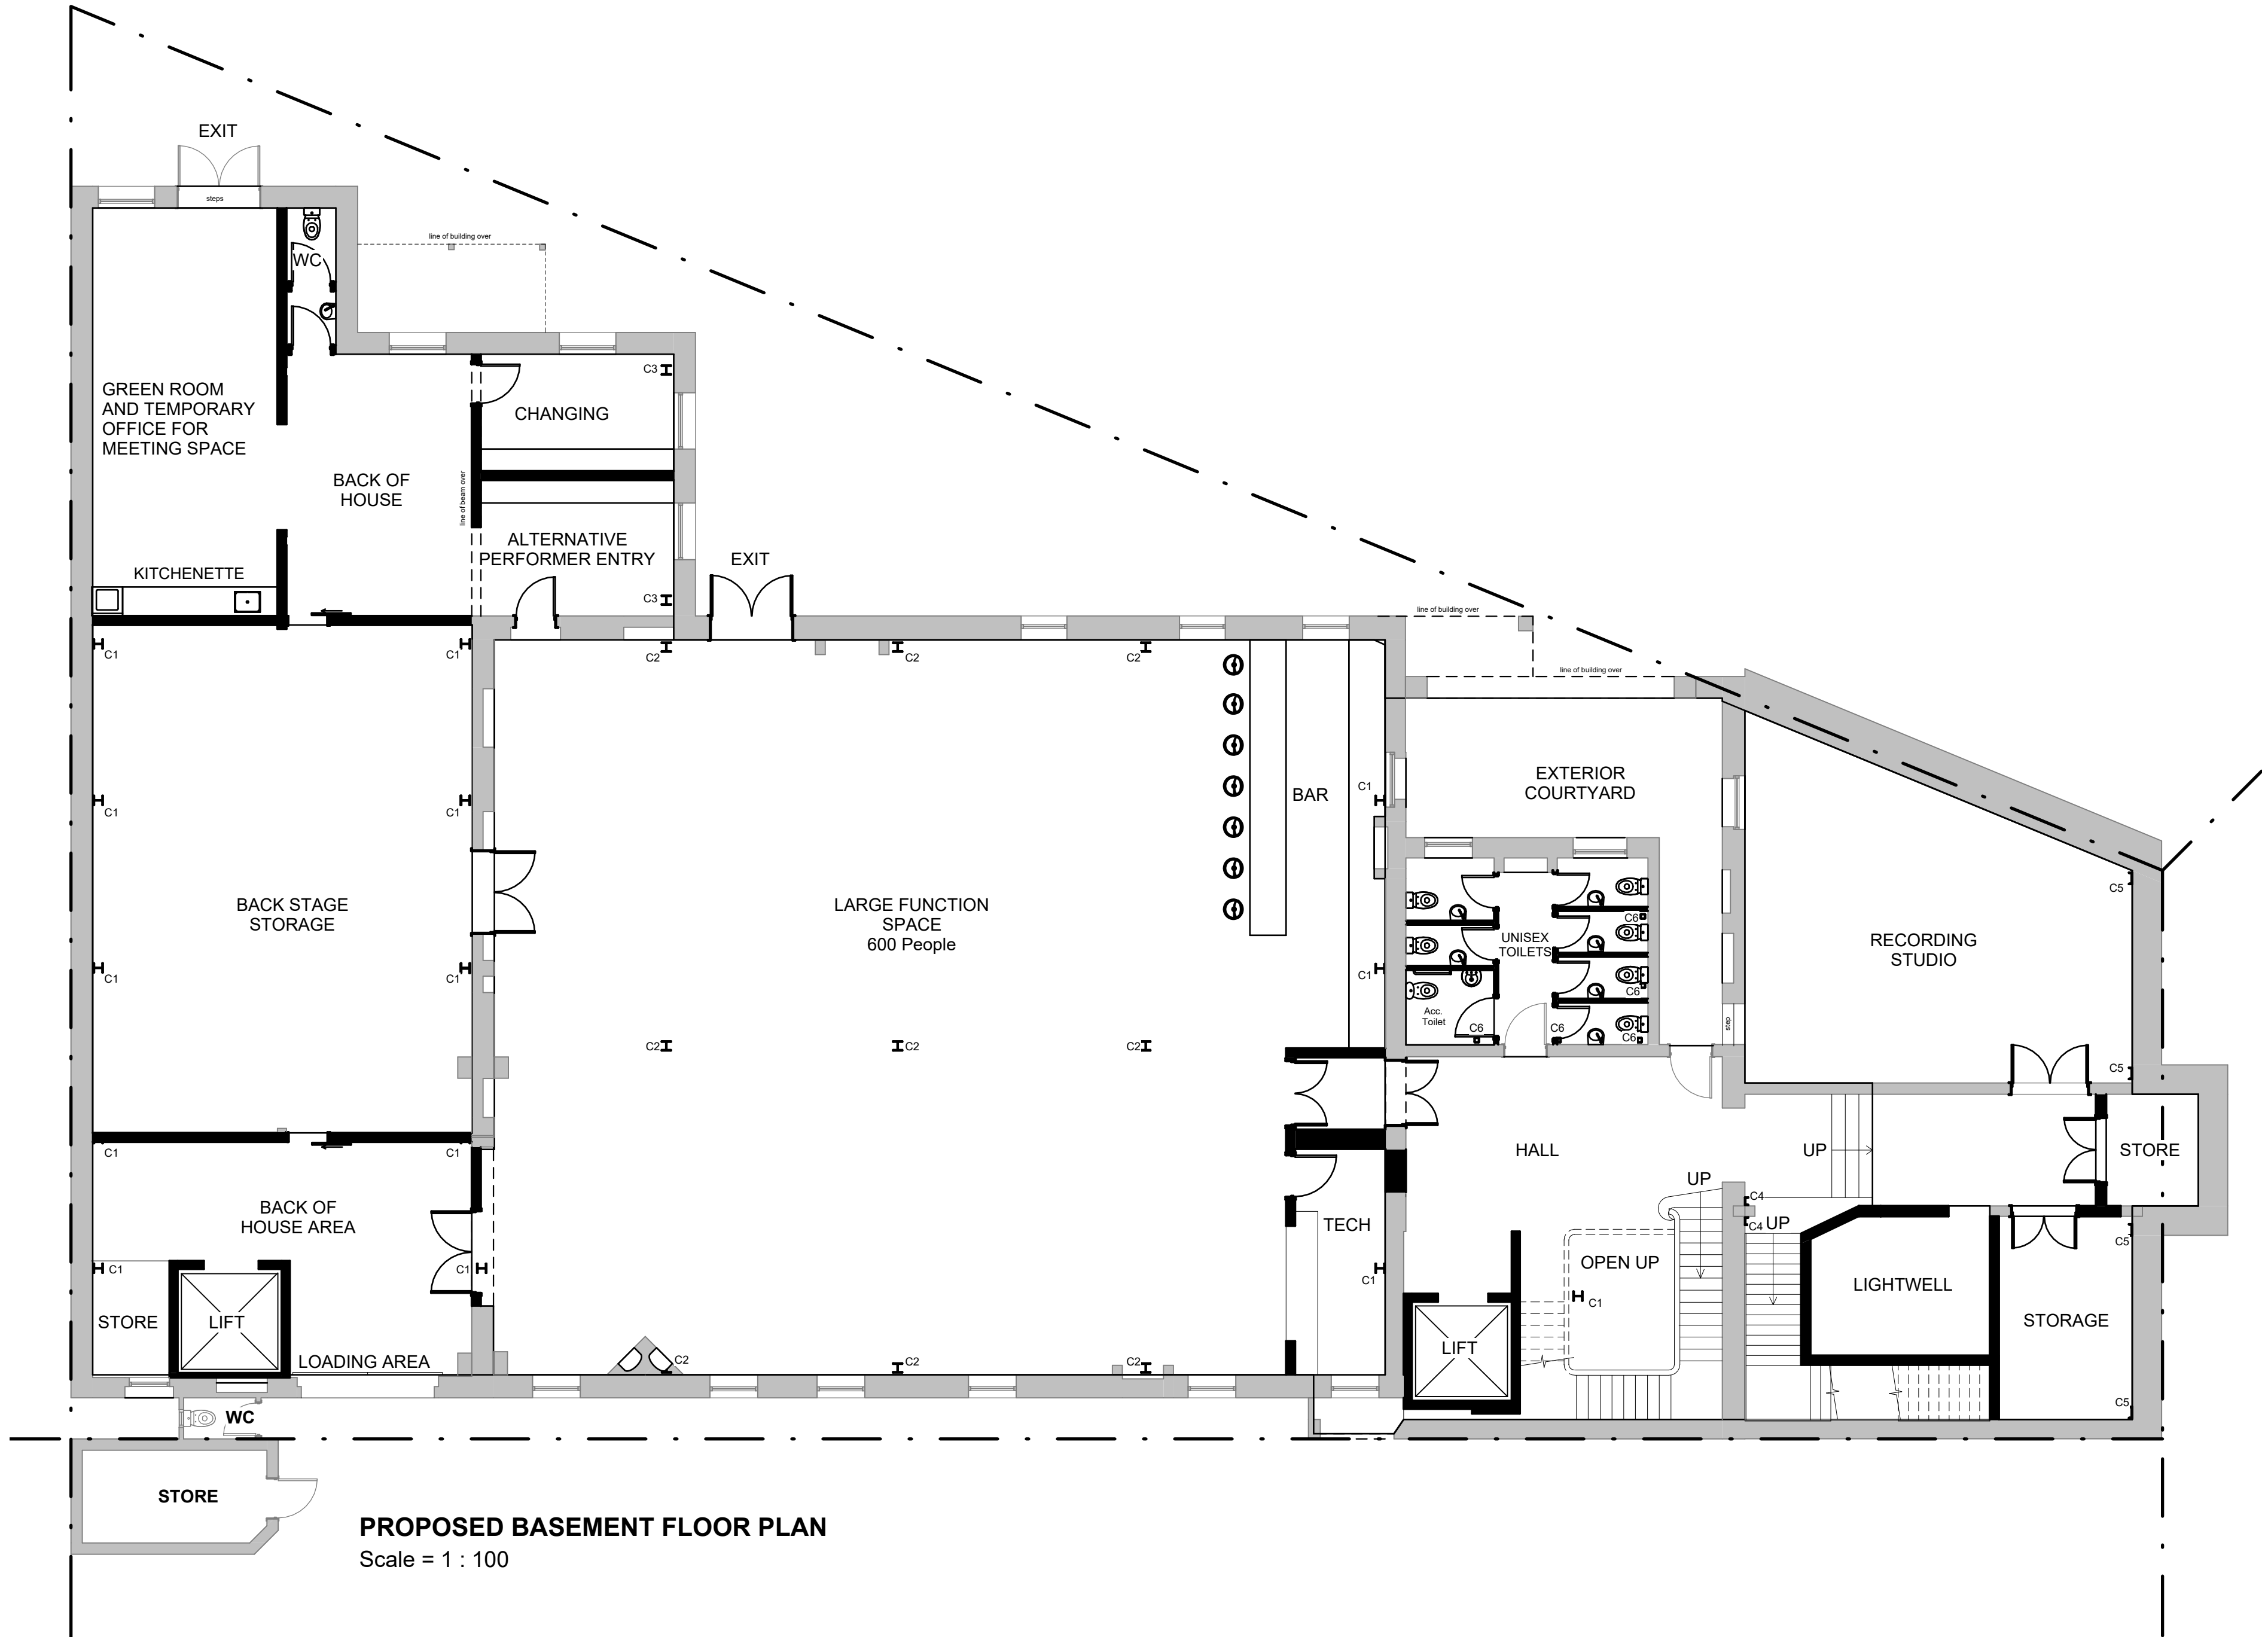 EXIT
steps
WC
line of building over
GREEN ROOM
AND TEMPORARY
OFFICE FOR
MEETING SPACE
C3
CHANGING
BACK OF
HOUSE
line of beam over
ALTERNATIVE
PERFORMER ENTRY
EXIT
KITCHENETTE
C3
line of building over
C1
C1
C2
C2
C2
line of building over
C1
C1
BAR
C1
EXTERIOR
COURTYARD
BACK STAGE
STORAGE
LARGE FUNCTION
SPACE
600 People
C5
C6
UNISEX
TOILETS
RECORDING
STUDIO
C1
C1
C1
C6
Acc.
Toilet
C6
C6
C6
step
C2
C2
C2
C5
C1
C1
HALL
UP
STORE
UP
C4
C4
UP
BACK OF
HOUSE AREA
TECH
C5
C1
C1
C1
OPEN UP
C1
LIGHTWELL
STORE
LIFT
LIFT
STORAGE
LOADING AREA
C2
C2
C2
C5
WC
STORE
PROPOSED BASEMENT FLOOR PLAN
Scale = 1 : 100